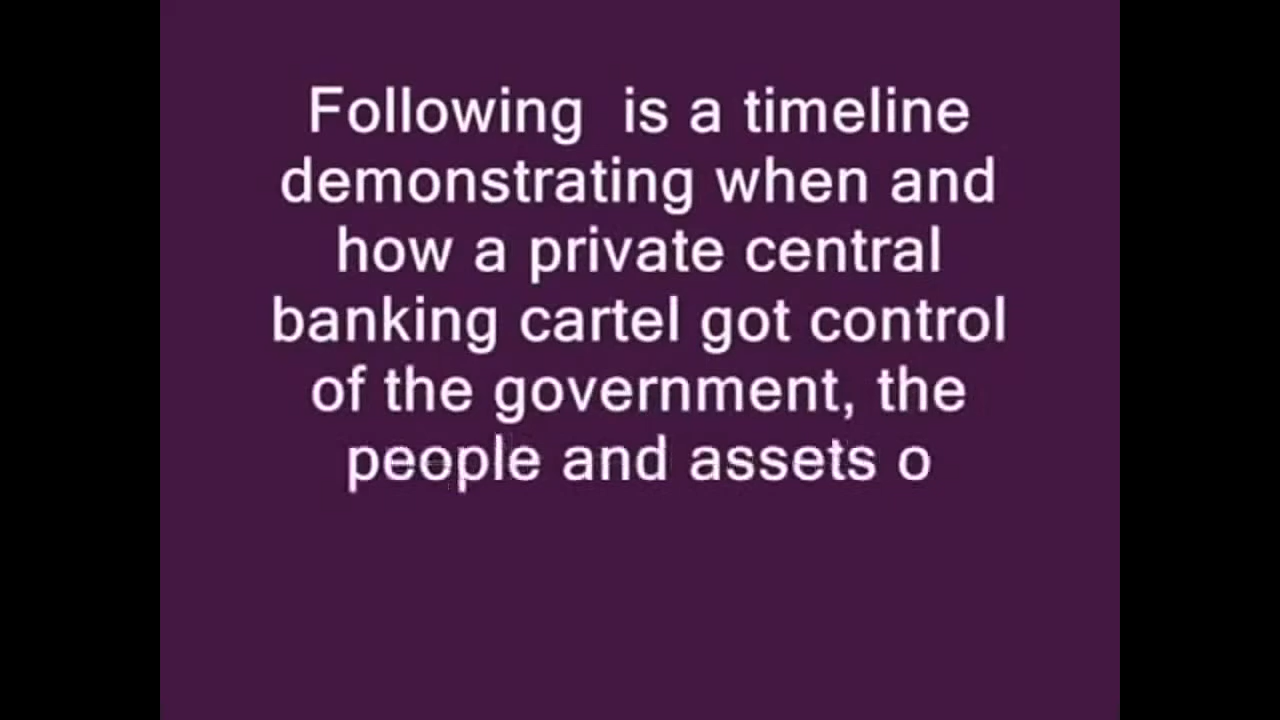 Following  is a timeline
demonstrating when and
how a private central
banking cartel got control
of the government, the
people and assets o